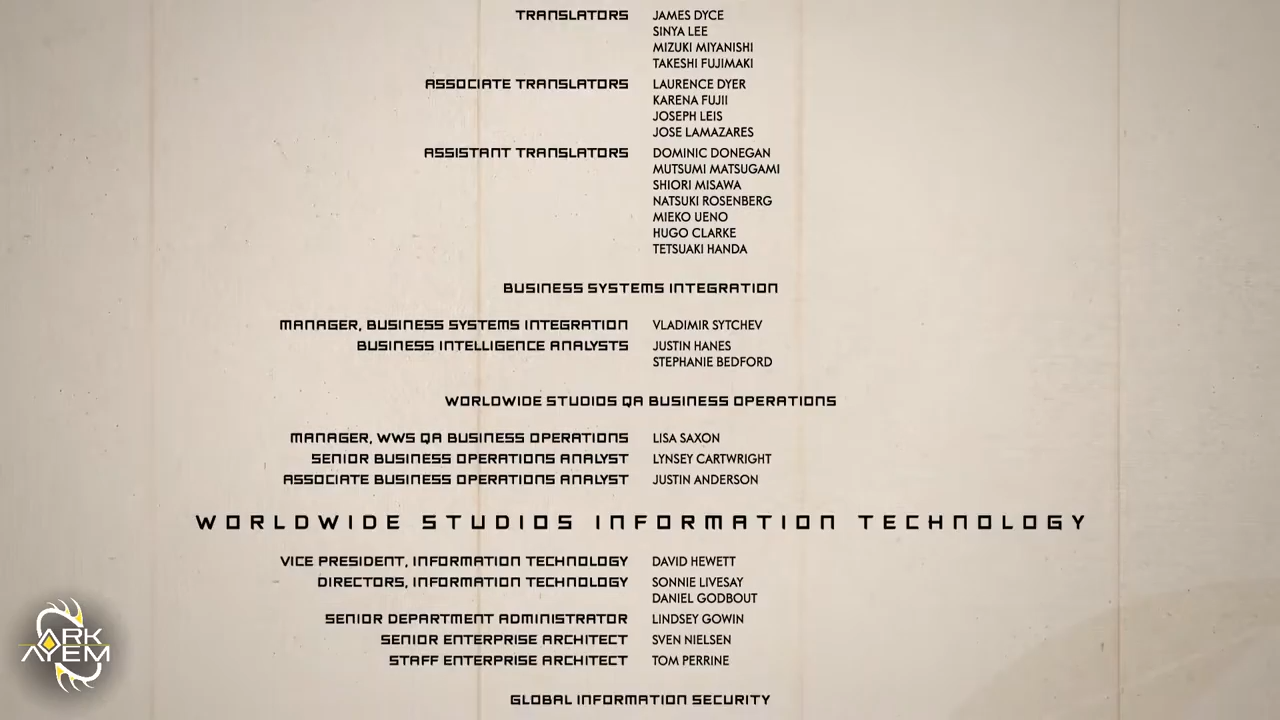 TRANSLATORS JAMES DYCE
SINYA LEE
MIZUKI MIYANISHI
TAKESHI FUJIMAKI
ASSOCIATE TRANSLATORS LAURENCE DYER
KARENA FUJII
JOSEPH LEIS
JOSE LAMAZARES
ASSISTANT TRANSLATORS DOMINIC DONEGAN
MUTSUMI MATSUGAMI
SHIORI MISAWA
NATSUKI ROSENBERG
MIEKO UENO
HUGO CLARKE
TETSUAKI HANDA
BUSINESS SYSTEMS INTEGRATION
MANAGER, BUSINESS SYSTEMS INTEGRATION VLADIMIR SYTCHEV
BUSINESS INTELLIGENCE ANALYSTS JUSTIN HANES
STEPHANIE BEDFORD
WORLDWIDE STUDIOS QA BUSINESS OPERATIONS
MANAGER, WWS QA BUSINESS OPERATIONS LISA SAXON
SENIOR BUSINESS OPERATIONS ANALYST LYNSEY CARTWRIGHT
ASSOCIATE BUSINESS OPERATIONS ANALYST JUSTIN ANDERSON
WORLDWIDE STUDIOS INFORMATION TECHNOLOGY
VICE PRESIDENT, INFORMATION TECHNOLOGY DAVID HEWETT
DIRECTORS, INFORMATION TECHNOLOGY SONNIE LIVESAY
DANIEL GODBOUT
SENIOR DEPARTMENT ADMINISTRATOR LINDSEY GOWIN
SENIOR ENTERPRISE ARCHITECT SVEN NIELSEN
STAFF ENTERPRISE ARCHITECT TOM PERRINE
GLOBAL INFORMATION SECURITY
ARK
AYEM